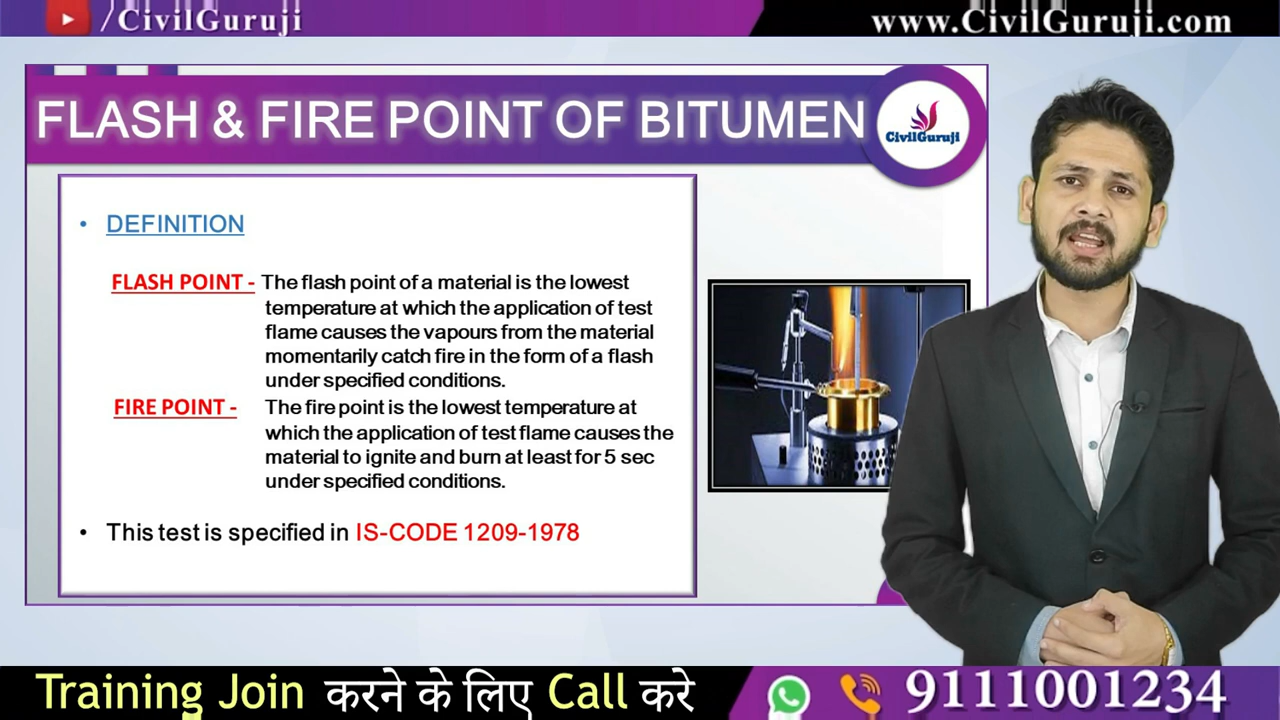 /CivilGuruji
www.CivilGuruji.com
FLASH & FIRE POINT OF BITUMEN
CivilGuruji
• DEFINITION
FLASH POINT - The flash point of a material is the lowest
temperature at which the application of test
flame causes the vapours from the material
momentarily catch fire in the form of a flash
under specified conditions.
FIRE POINT - The fire point is the lowest temperature at
which the application of test flame causes the
material to ignite and burn at least for 5 sec
under specified conditions.
• This test is specified in IS-CODE 1209-1978
Training Join करने के लिए Call करे
9111001234